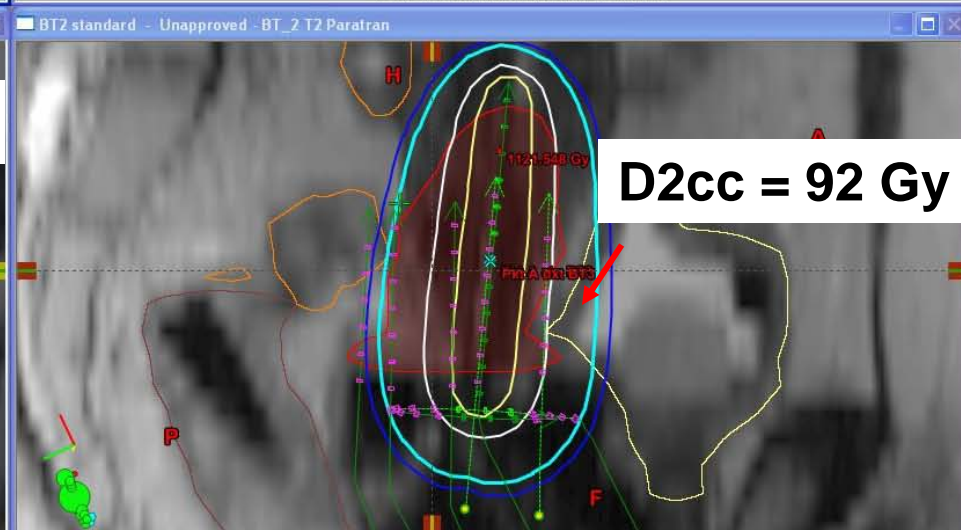 BT2 standard - Unapproved - BT_2 T2 Paratran
H
A
1121.548 Gy
D2cc = 92 Gy
P
F